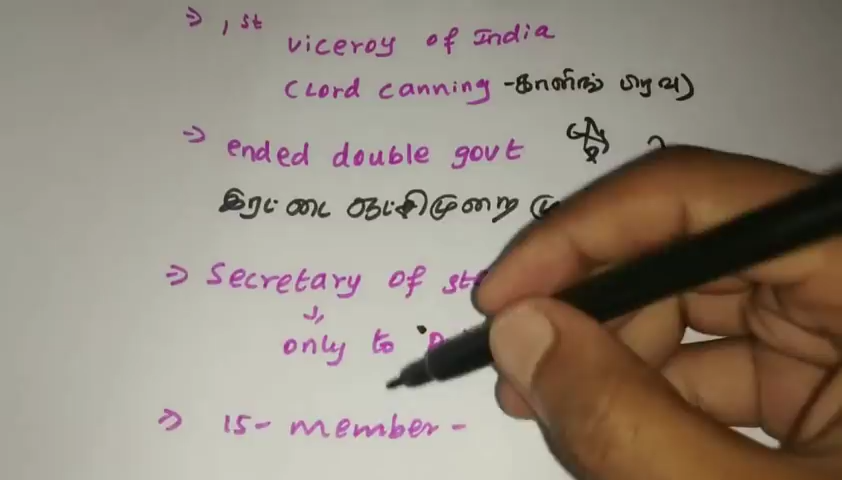 ⇒ 1st
viceroy of India
(Lord canning - கானிங் பிரபு)
⇒ ended double govt
இரட்டை ஆட்சிமுறை
⇒ Secretary of
only to
⇒ 15- member -